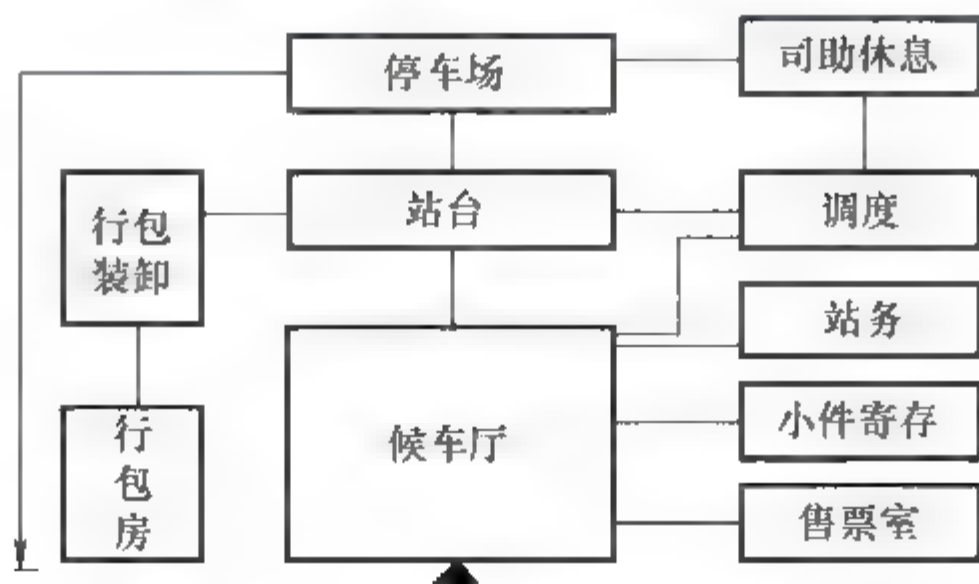 停车场
司助休息
行包
装卸
站台
调度
站务
候车厅
小件寄存
行
包
房
售票室